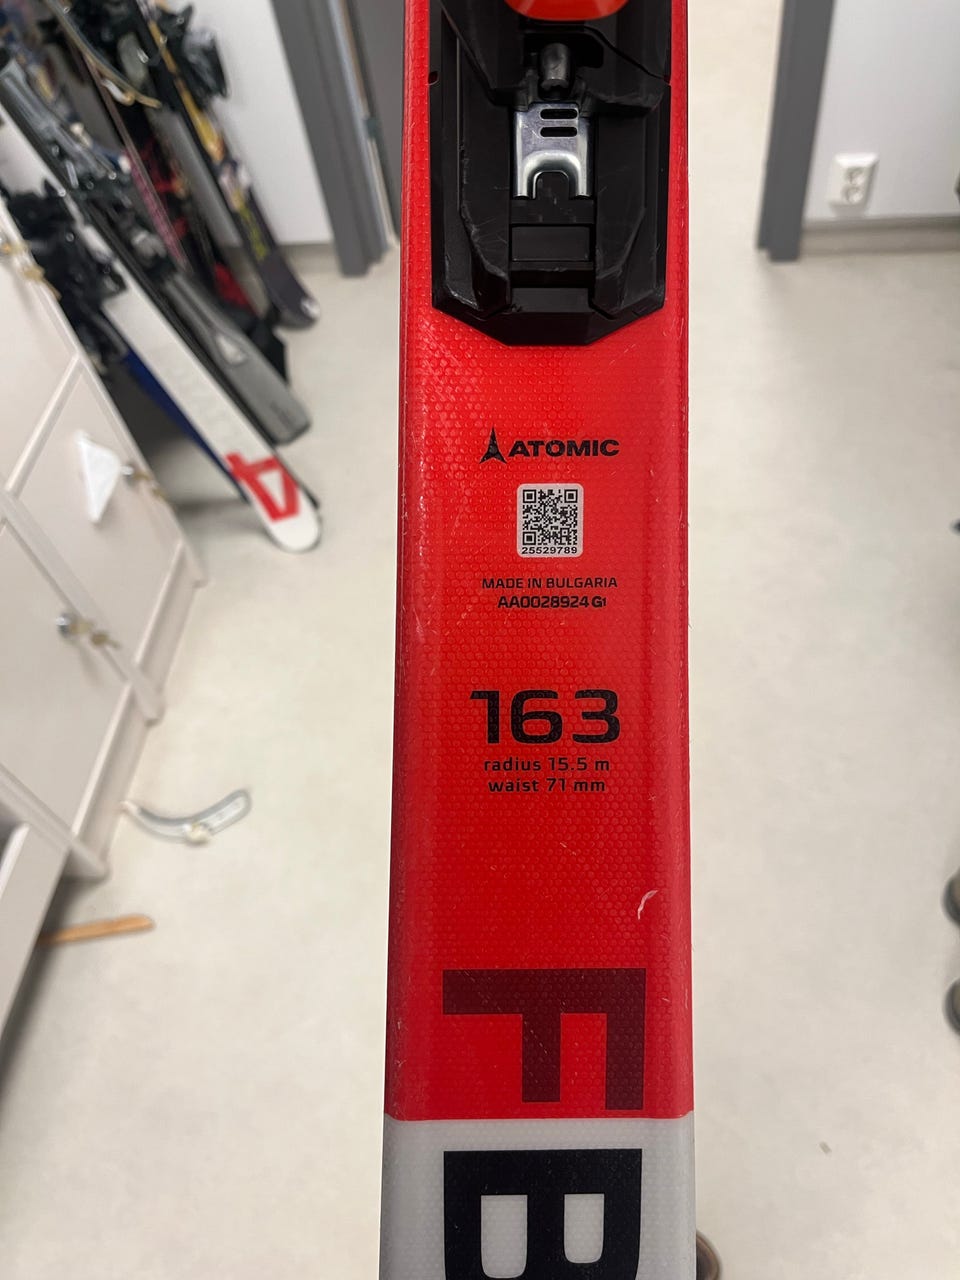 ATOMIC
25529789
MADE IN BULGARIA
AA0028924 G1
163
radius 15.5 m
waist 71 mm
F
B